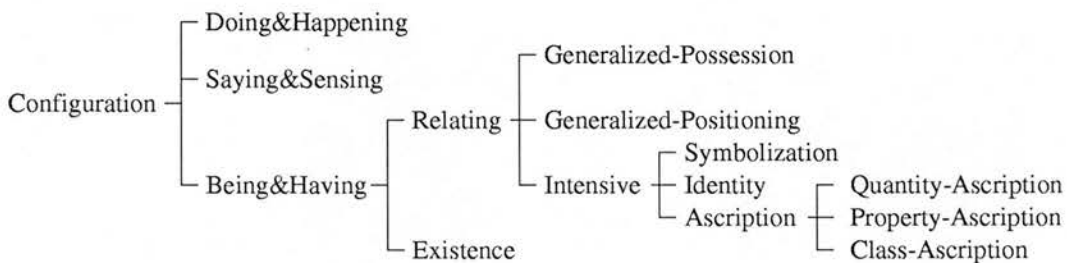 Doing&Happening
Generalized-Possession
Saying&Sensing
Configuration
Relating
Generalized-Positioning
Symbolization
Being&Having
Intensive
Identity
Quantity-Ascription
Ascription
Property-Ascription
Existence
Class-Ascription